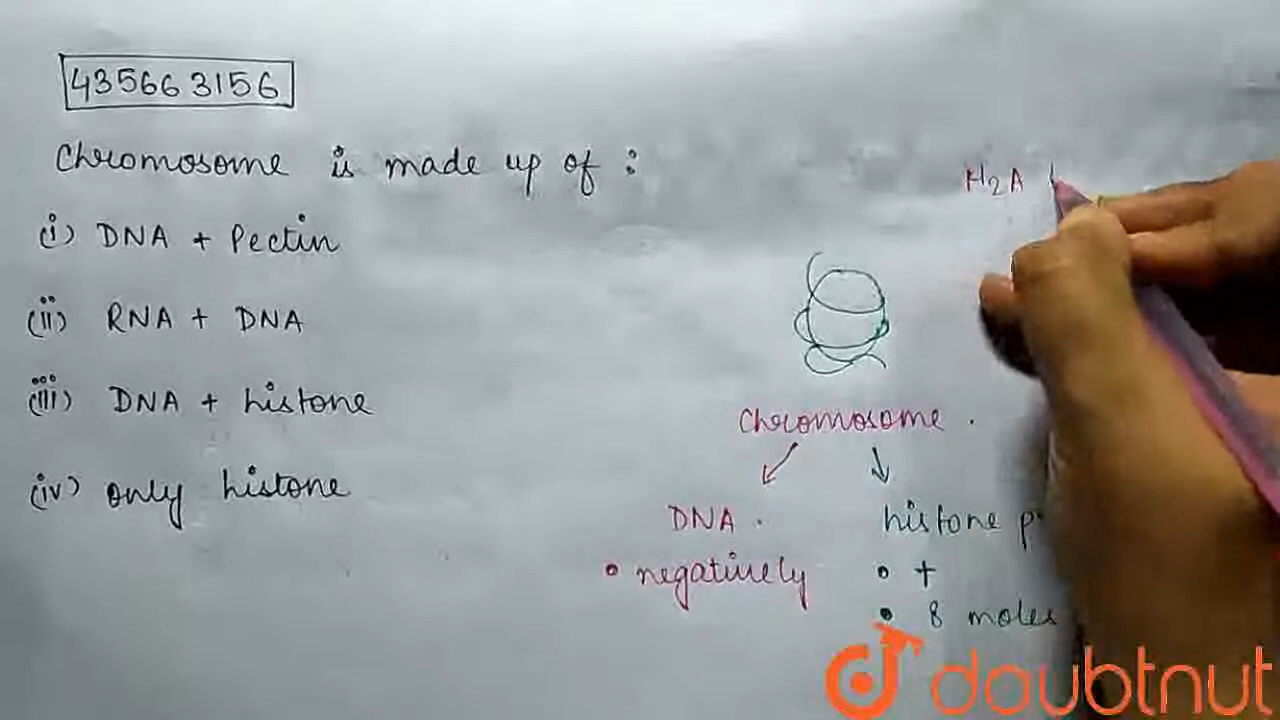 435663156
Chromosome is made up of :
(i) DNA + Pectin
(ii) RNA + DNA
(iii) DNA + histone
(iv) only histone
H2A
Chromosome .
DNA .
• negatively
histone
• +
• 8 moles
doubtnut